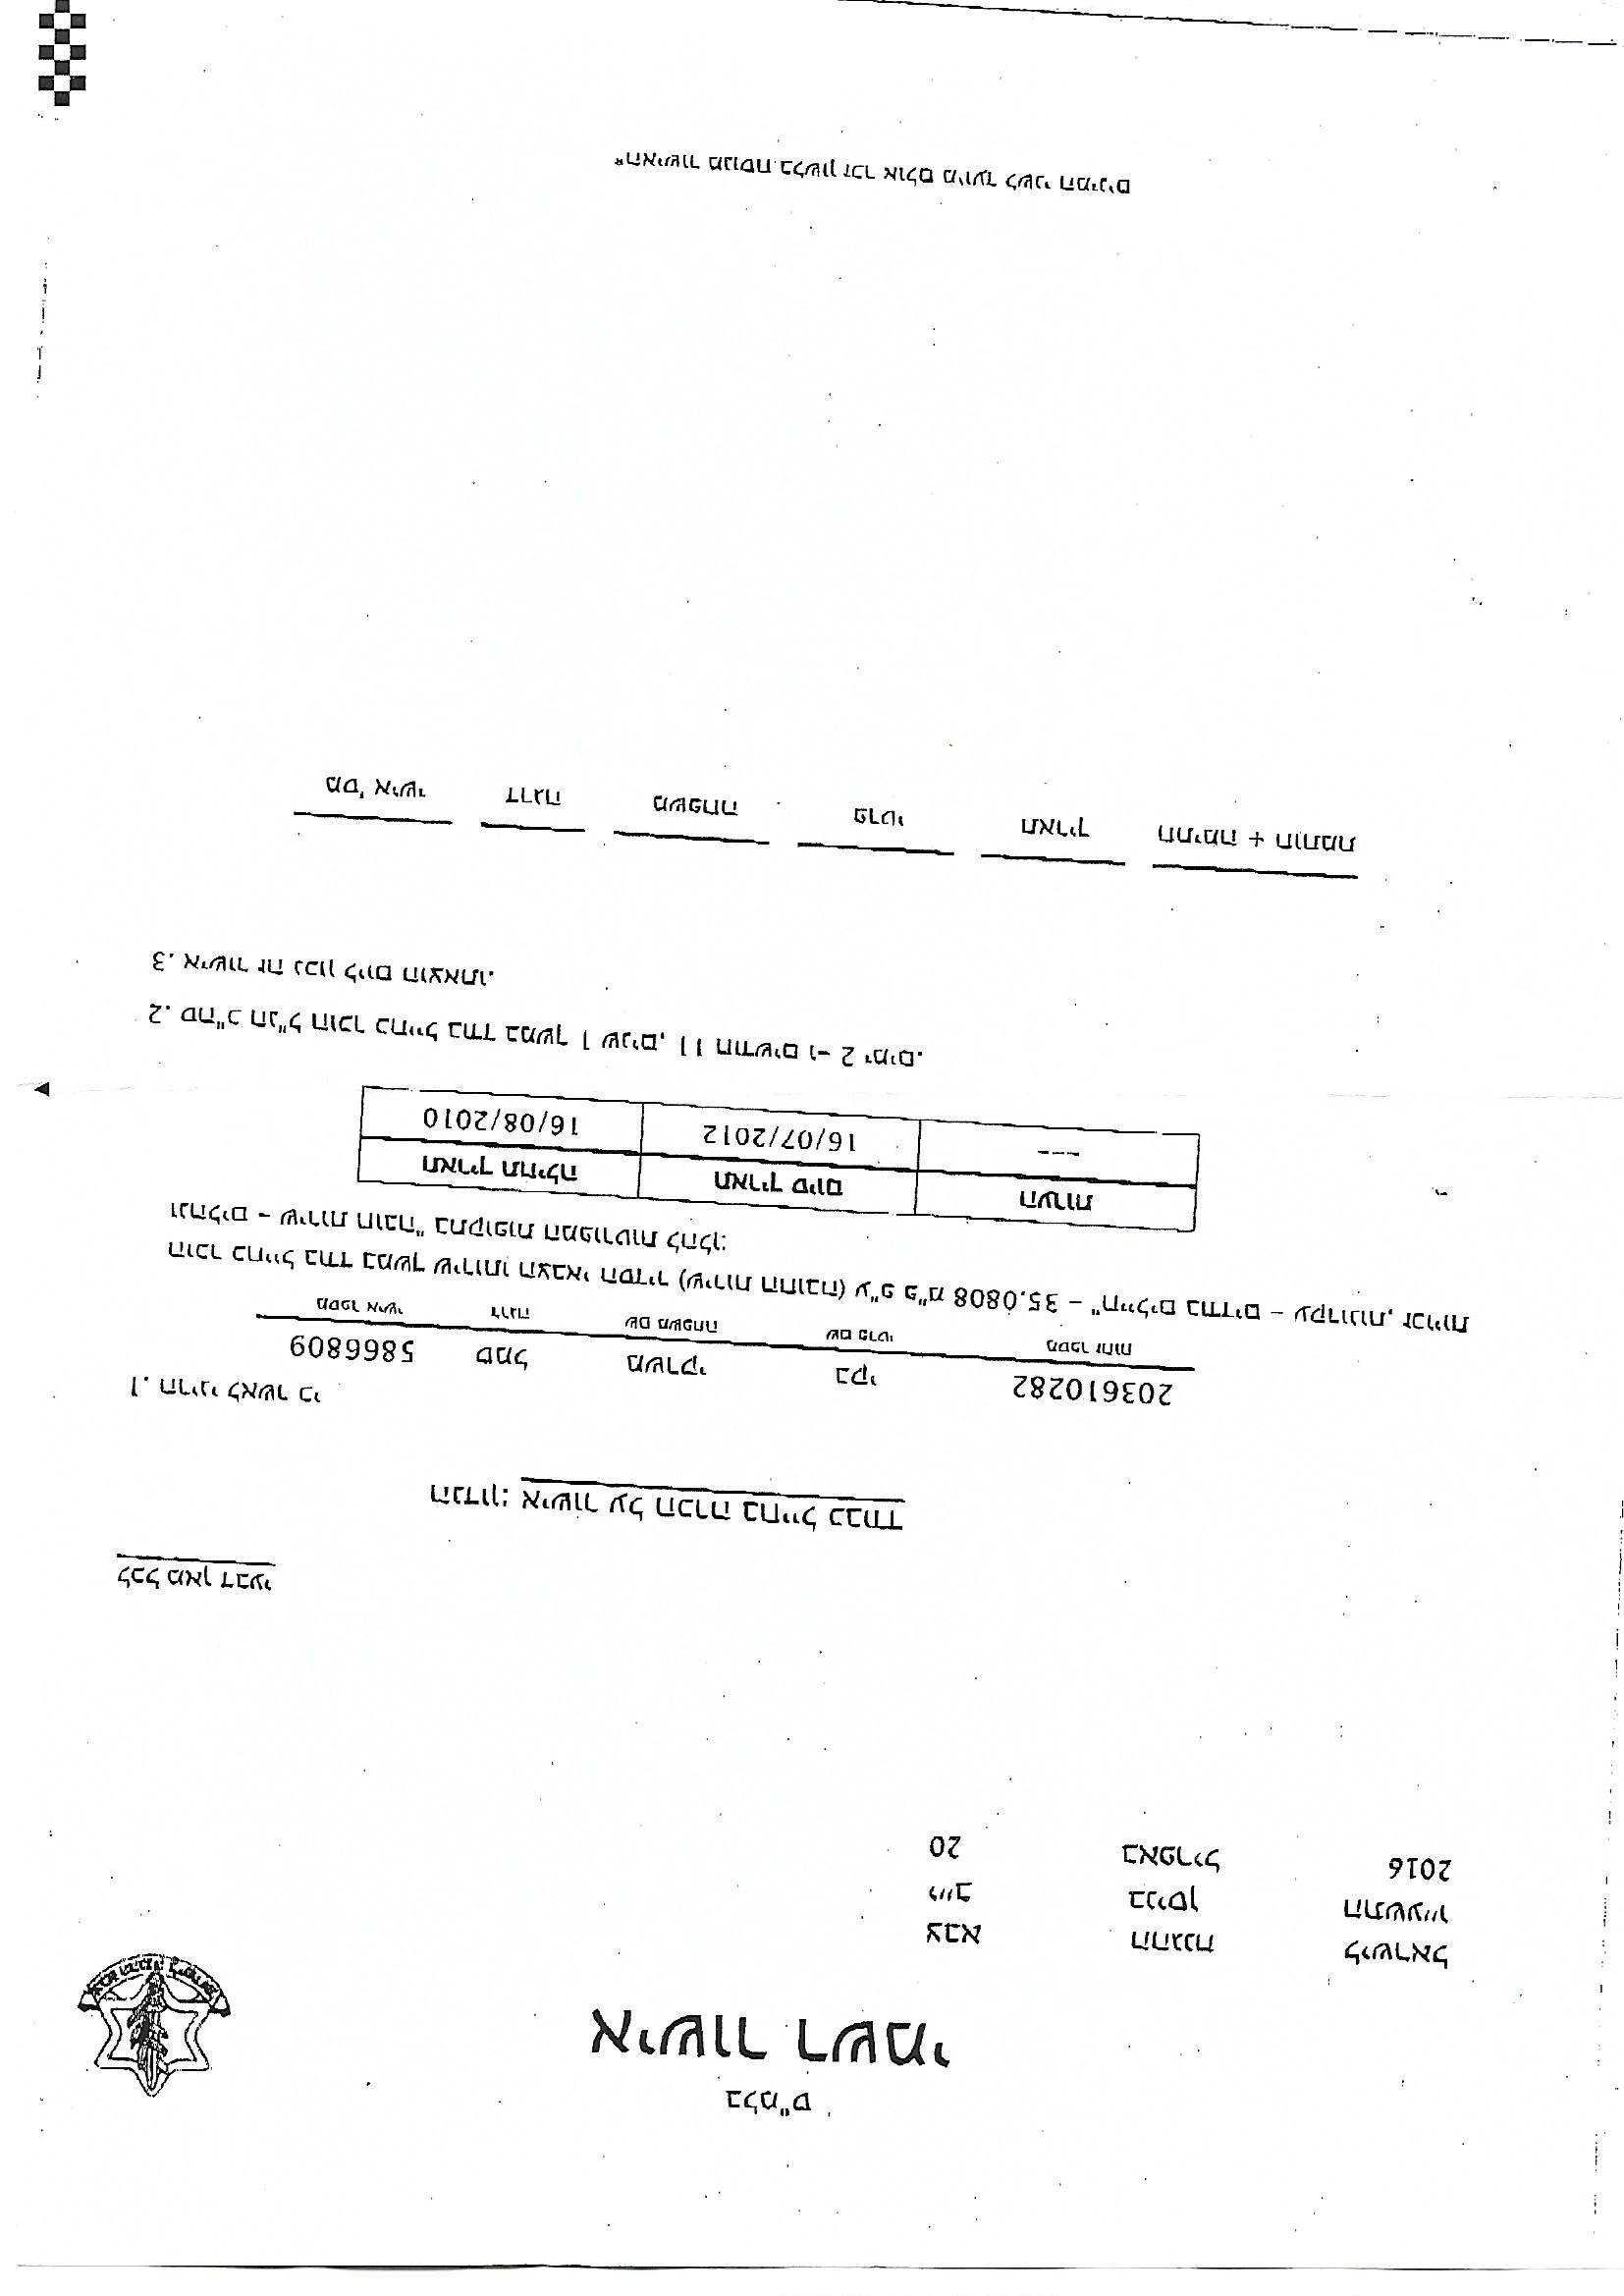 בלמ"ס
אישור רשמי
צבא ההגנה לישראל
צבא ההגנה לישראל
י״ב בניסן התשע״ו
20 באפריל 2016
לכל מאן דבעי
הנדון: אישור על הכרה בחייל כבודד
1. הריני לאשר כי
5866809 סמל משרקי בקי 203610282
מספר אישי דרגה שם משפחה שם פרטי מספר זהות
הוכר כחייל בודד במשך שירותו הצבאי הסדיר (שירות החובה) ע"פ פ"מ 35.0808 – "חיילים בודדים – עקרונות, זכויות
ונהלים – שירות חובה" בתקופות המפורטות להלן:
תאריך תחילה תאריך סיום הערות
16/08/2010 16/07/2012 ---
2. סה"כ הנ"ל הוכר כחייל בודד במשך 1 שנים, 11 חודשים ו- 2 ימים.
3. אישור זה נכון ליום הוצאתו.
מס' אישי דרגה משפחה פרטי תאריך חתימה + חותמת
*האישור מנוסח בלשון זכר אולם מיועד לשני המינים